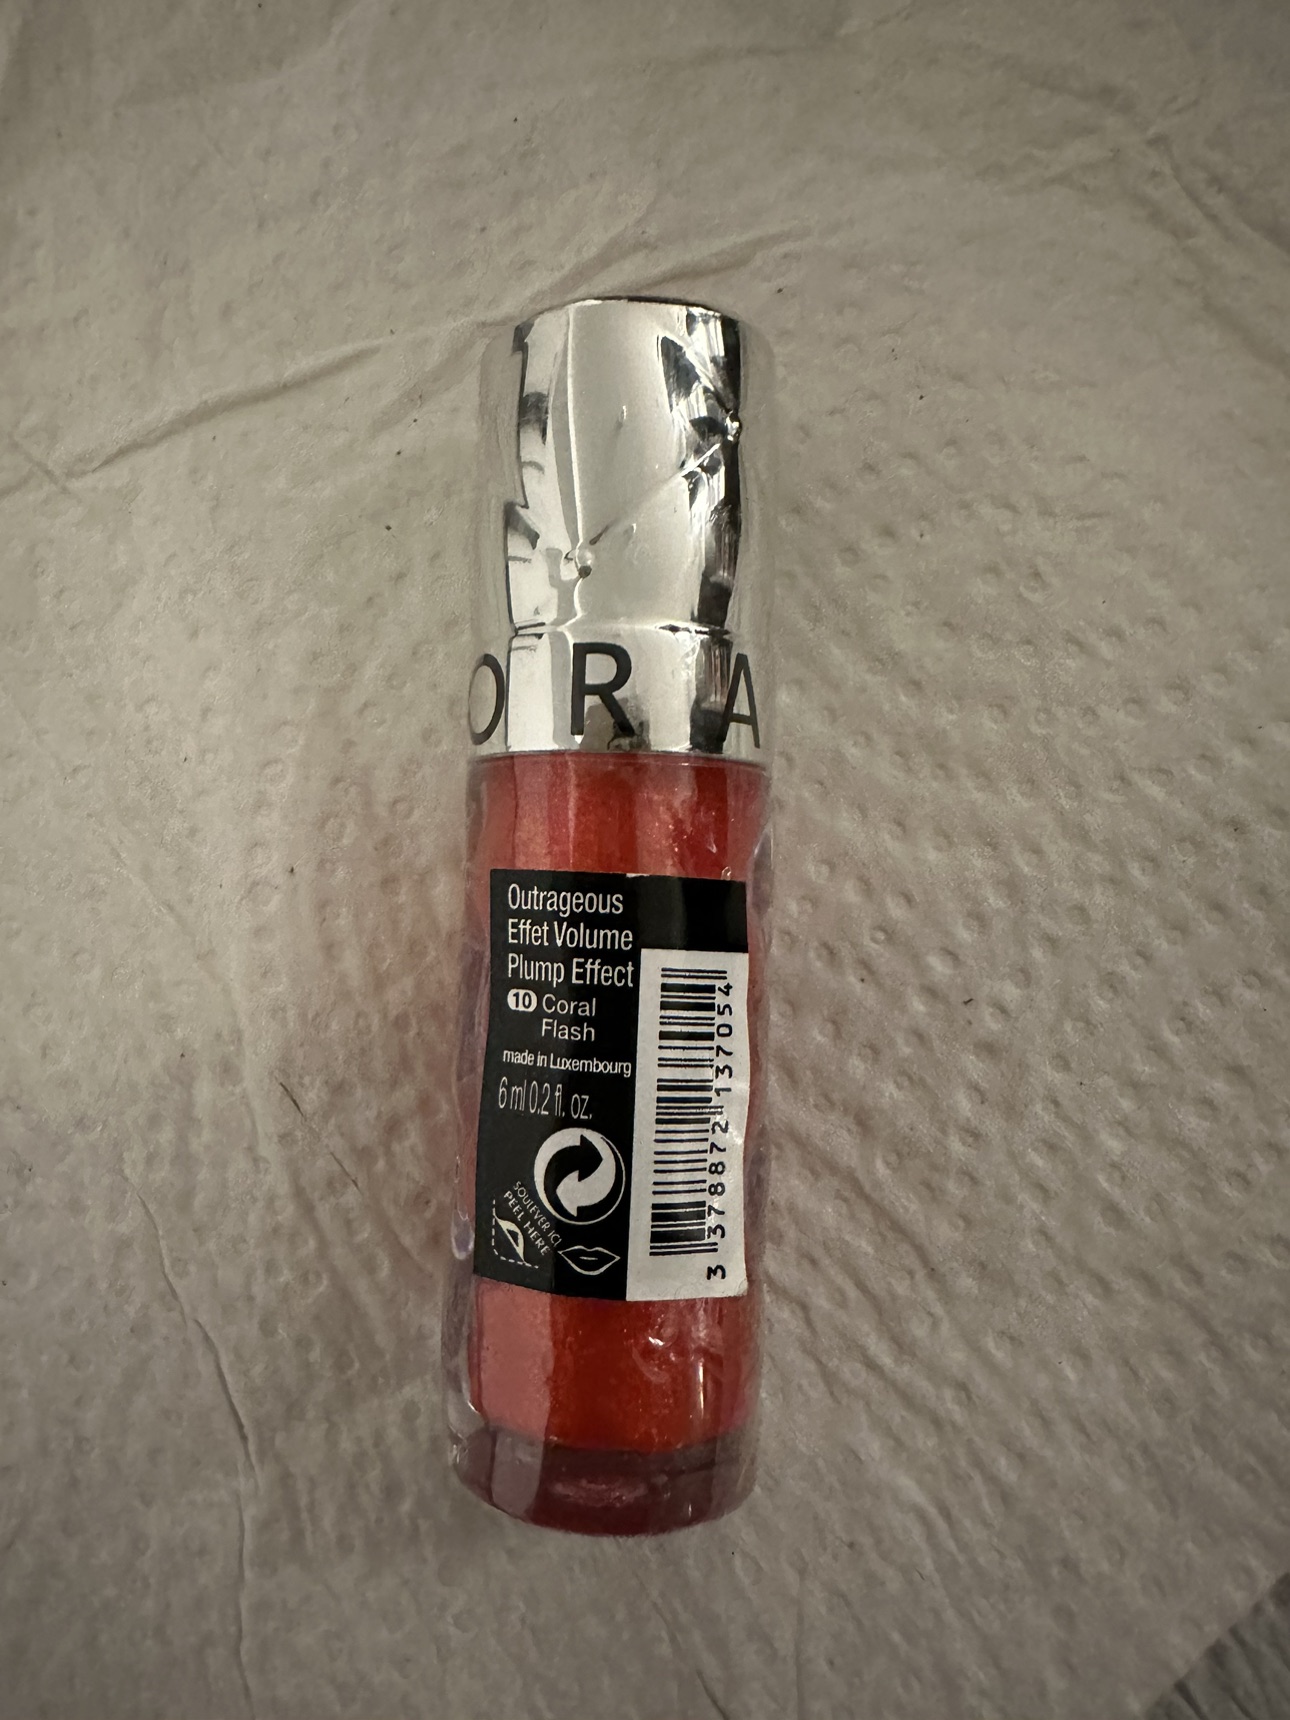 ORA
Outrageous
Effet Volume
Plump Effect
10 Coral
Flash
made in Luxembourg
6 ml 0.2 fl. oz.
SOULEVER ICI
PEEL HERE
3 378872 137054